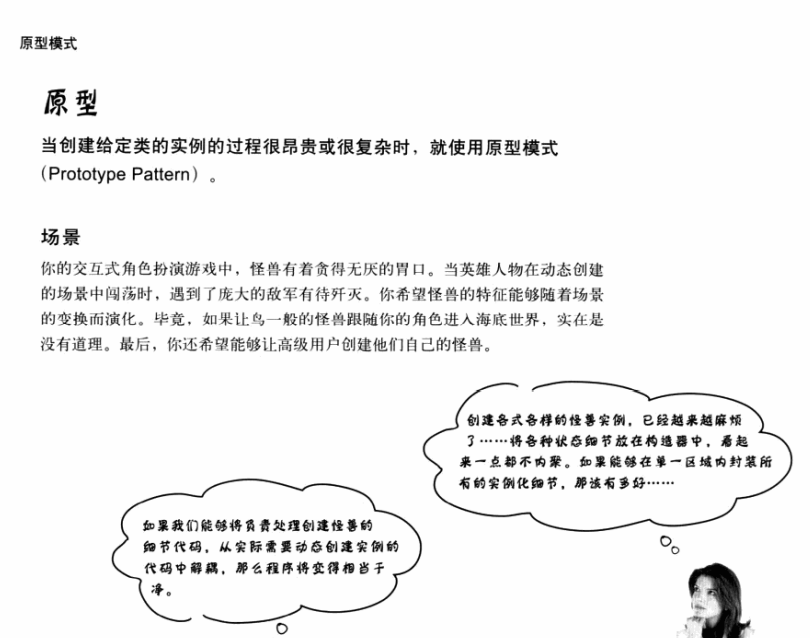 原型模式
原型
当创建给定类的实例的过程很昂贵或很复杂时，就使用原型模式
（Prototype Pattern）。
场景
你的交互式角色扮演游戏中，怪兽有着贪得无厌的胃口。当英雄人物在动态创建
的场景中闯荡时，遇到了庞大的敌军有待歼灭。你希望怪兽的特征能够随着场景
的变换而演化。毕竟，如果让鸟一般的怪兽跟随你的角色进入海底世界，实在是
没有道理。最后，你还希望能够让高级用户创建他们自己的怪兽。
创建各式各样的怪兽实例，已经越来越麻烦
了……将各种状态细节放在构造器中，看起
来一点都不内聚。如果能够在单一区域内封装所
有的实例化细节，那该有多好……
如果我们能够将负责处理创建怪兽的
细节代码，从实际需要动态创建实例的
代码中解耦，那么程序将变得相当干
净。